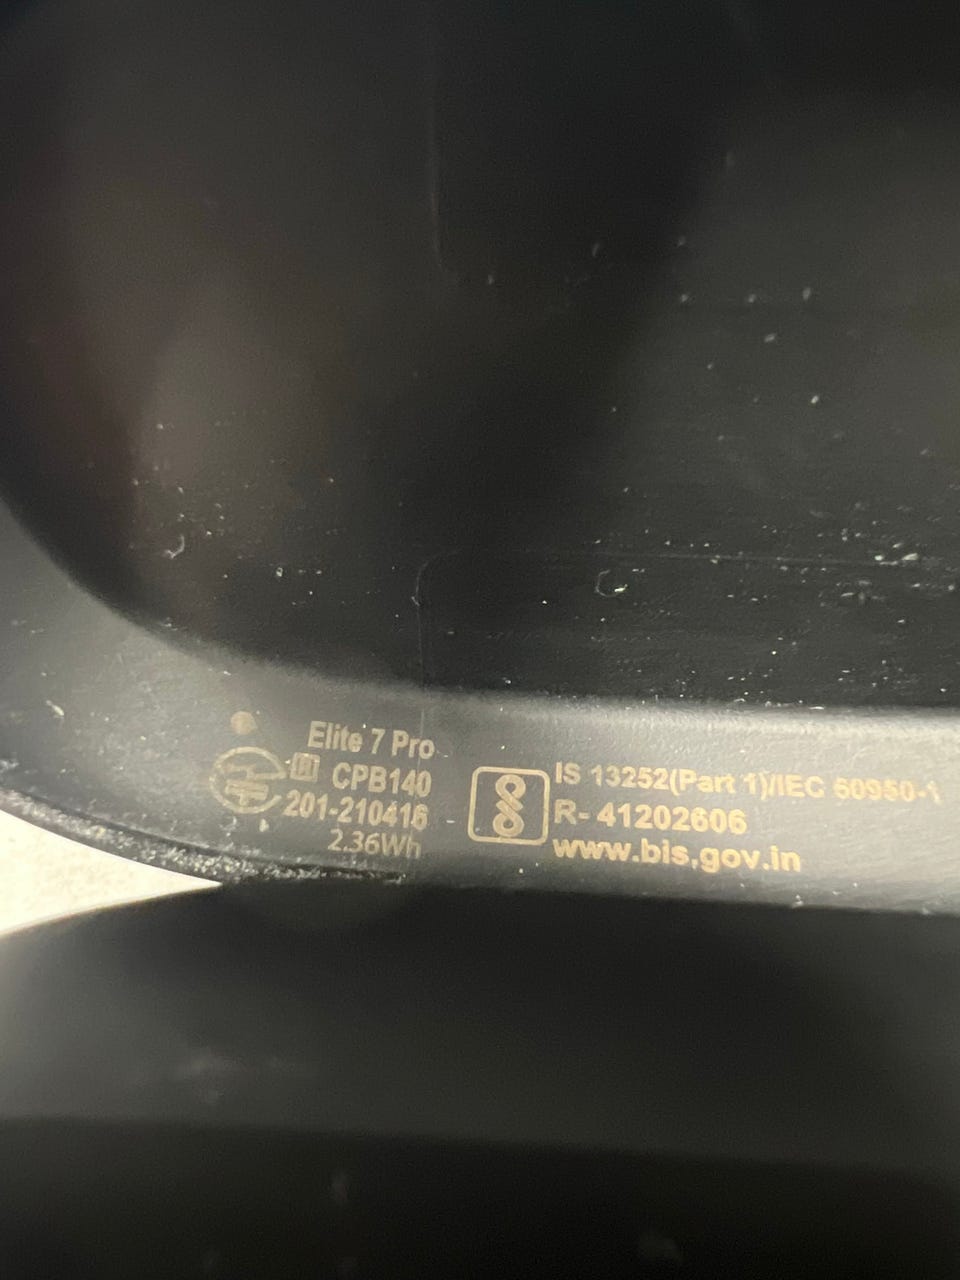 Elite 7 Pro
R CPB140
201-210416
2.36Wh
IS 13252(Part 1)/IEC 60950-1
R- 41202606
www.bis.gov.in